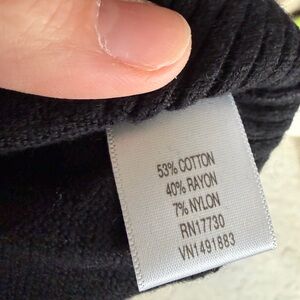 53% COTTON
40% RAYON
7% NYLON
RN17730
VN1491883